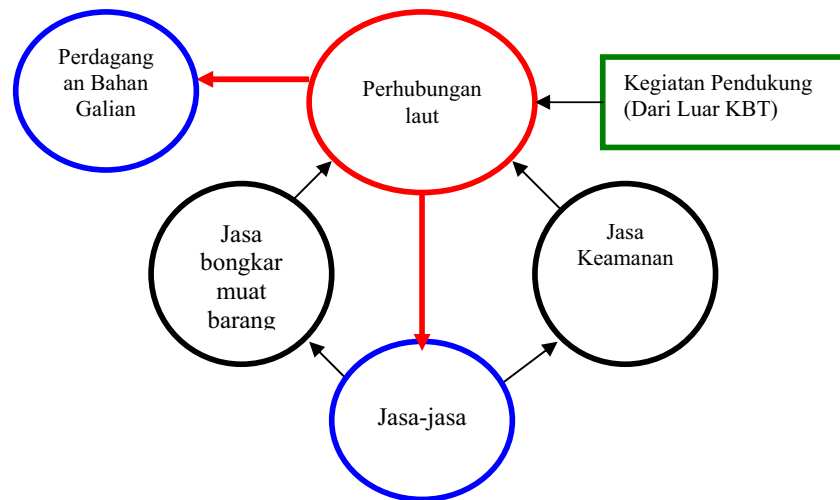 Perdagang
an Bahan
Galian
Perhubungan
laut
Kegiatan Pendukung
(Dari Luar KBT)
Jasa
bongkar
muat
barang
Jasa
Keamanan
Jasa-jasa